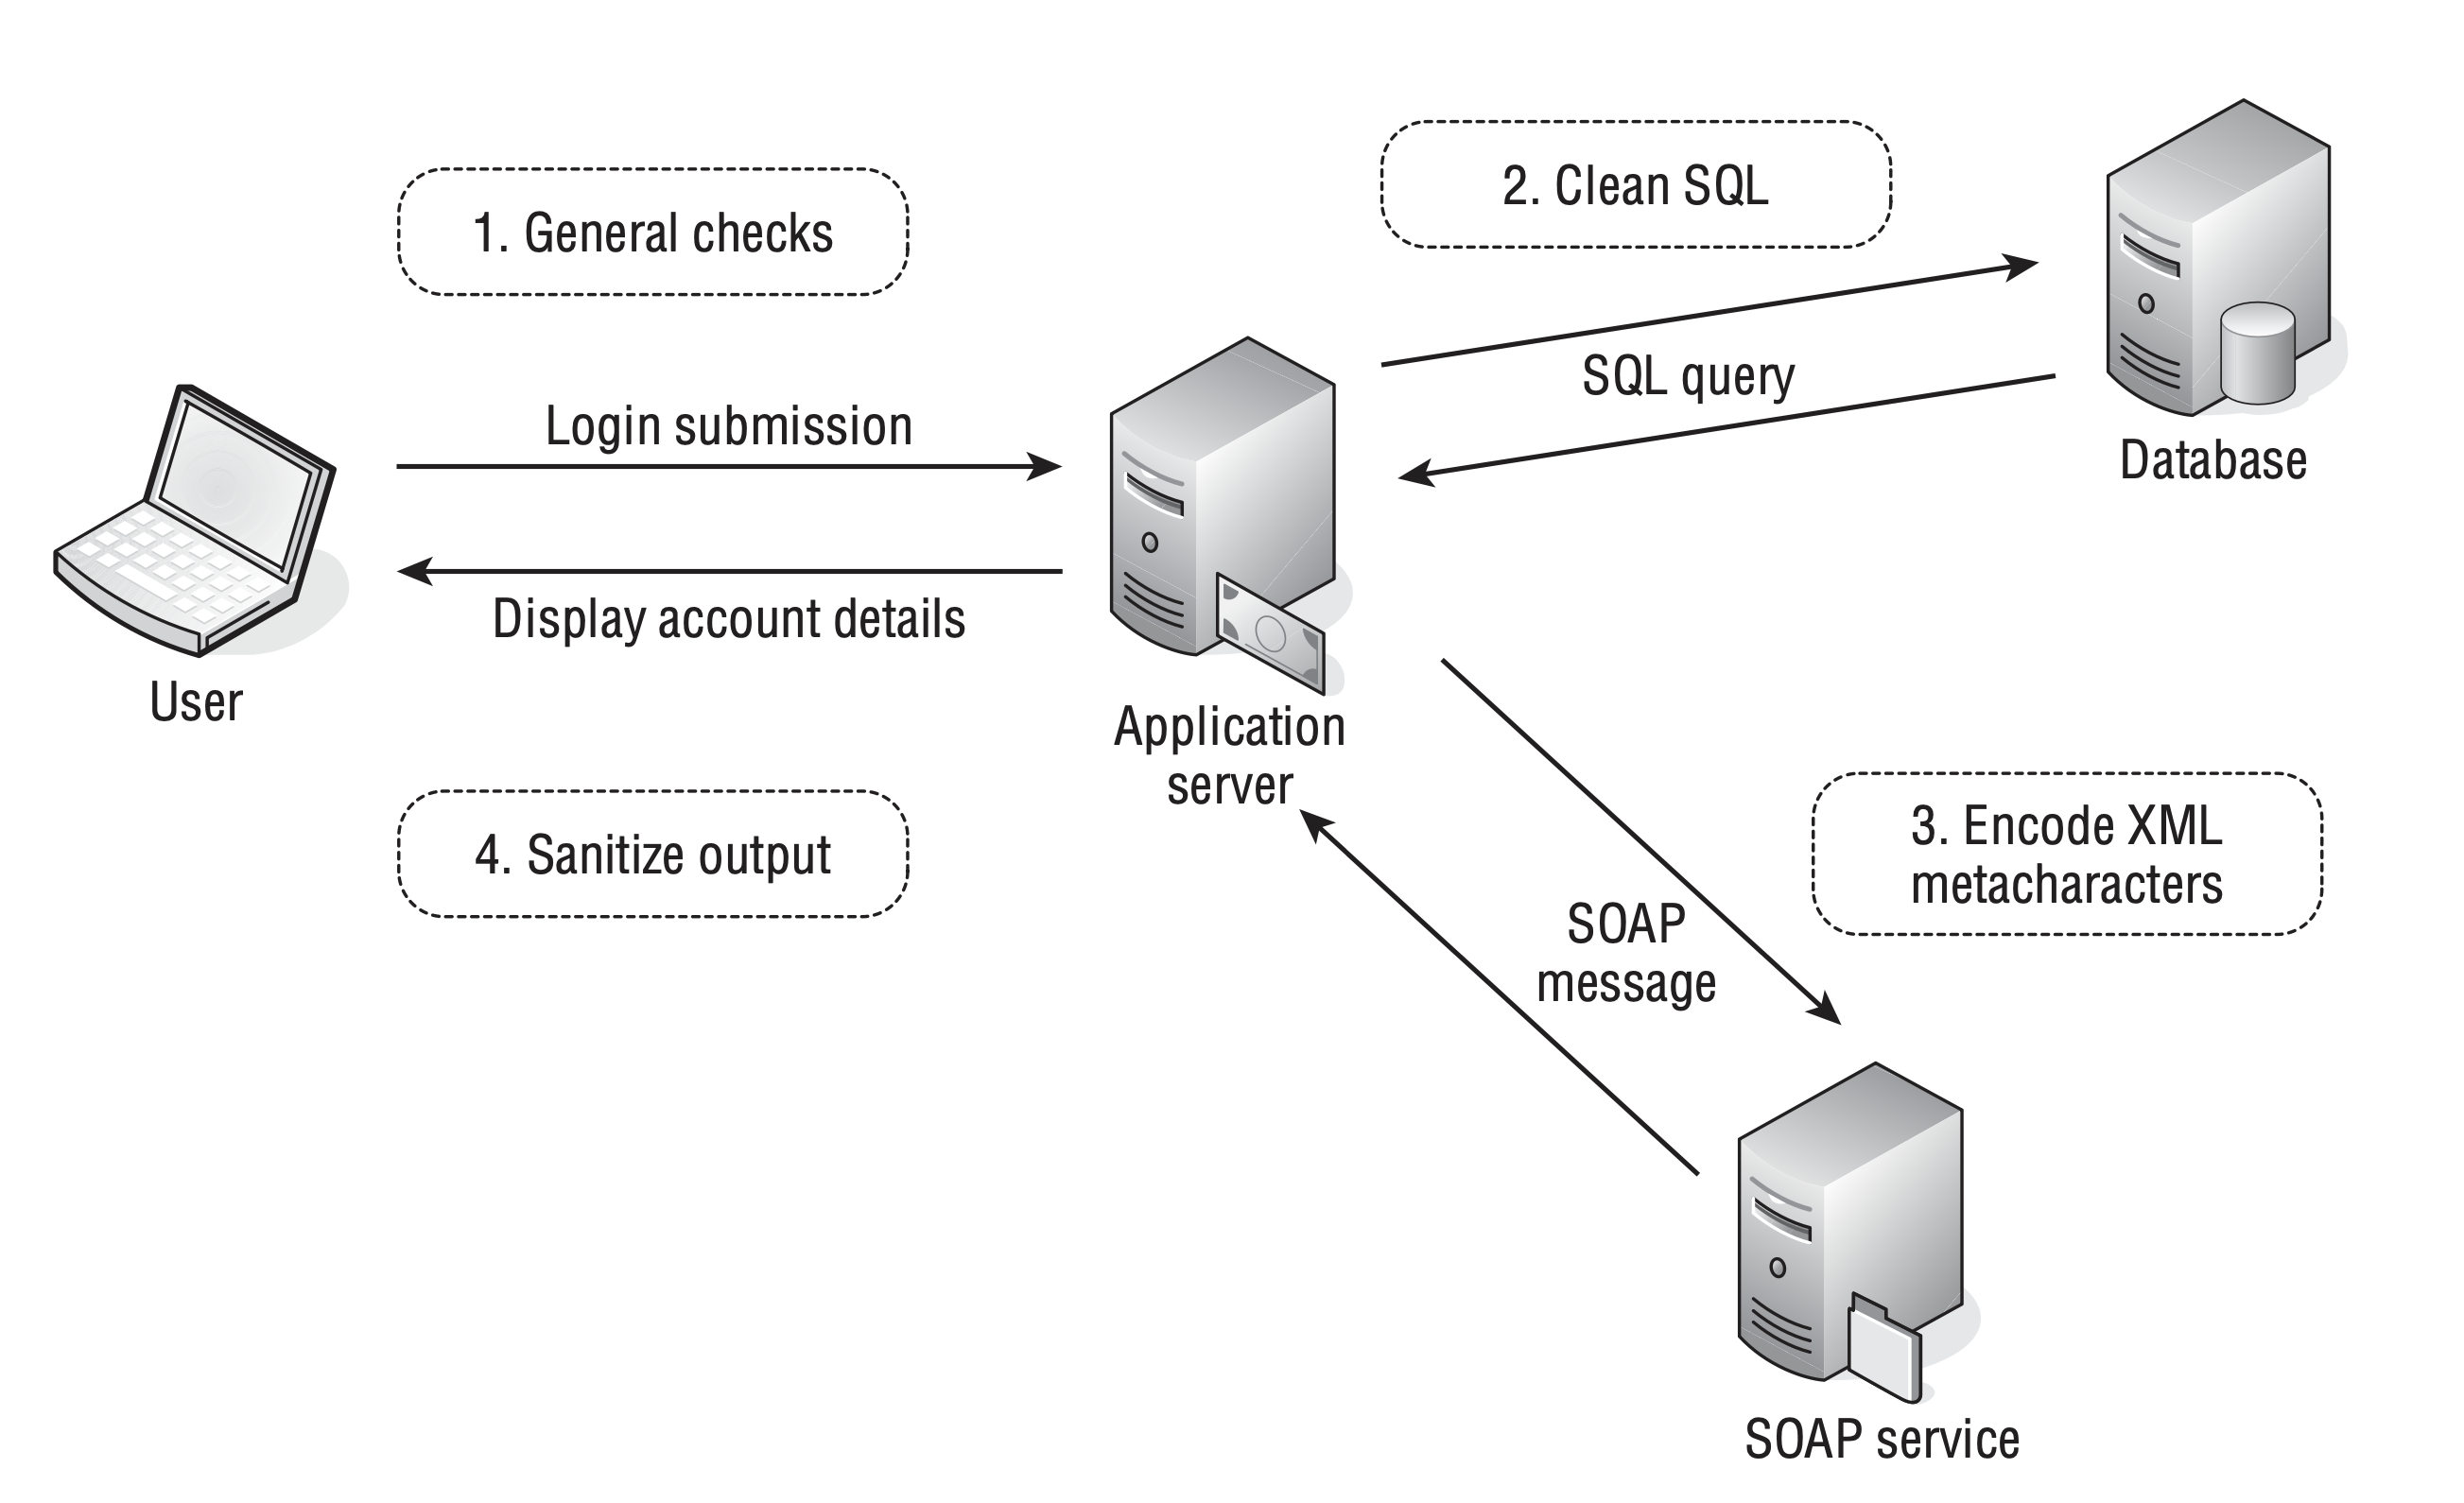 1. General checks
2. Clean SQL
Login submission
SQL query
Database
Display account details
User
Application
server
4. Sanitize output
3. Encode XML
metacharacters
SOAP
message
SOAP service